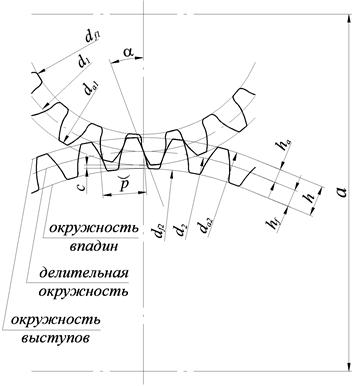 d_f1
d_1
d_a1
α
h_a
h
h_f
a
c
p
d_f2
d_2
d_a2
окружность
впадин
делительная
окружность
окружность
выступов